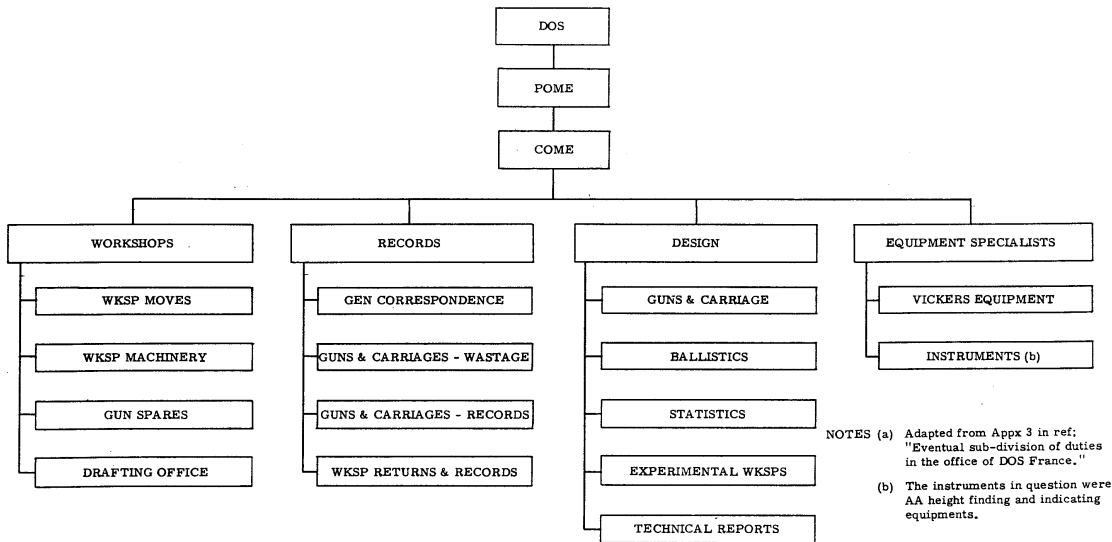 DOS
POME
COME
WORKSHOPS
WKSP MOVES
WKSP MACHINERY
GUN SPARES
DRAFTING OFFICE
RECORDS
GEN CORRESPONDENCE
GUNS & CARRIAGES - WASTAGE
GUNS & CARRIAGES - RECORDS
WKSP RETURNS & RECORDS
DESIGN
GUNS & CARRIAGE
BALLISTICS
STATISTICS
EXPERIMENTAL WKSPS
TECHNICAL REPORTS
EQUIPMENT SPECIALISTS
VICKERS EQUIPMENT
INSTRUMENTS (b)
NOTES (a) Adapted from Appx 3 in ref;
"Eventual sub-division of duties
in the office of DOS France."
(b) The instruments in question were
AA height finding and indicating
equipments.